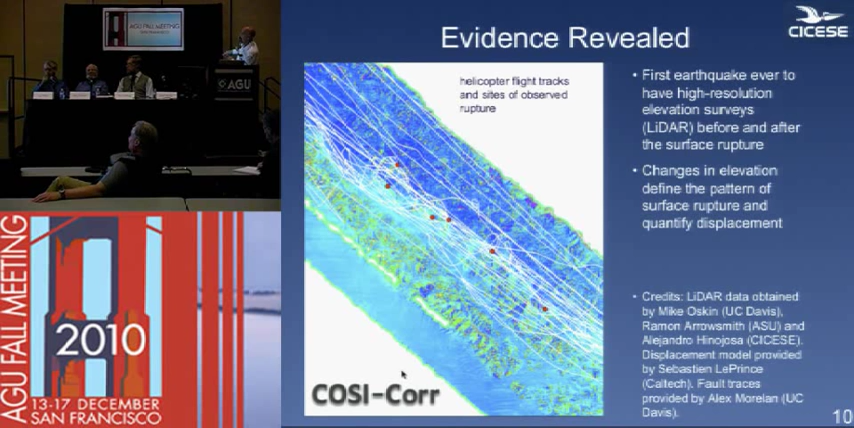 AGU FALL MEETING
SAN FRANCISCO
AGU
AGU FALL MEETING
2010
13-17 DECEMBER
SAN FRANCISCO
CICESE
Evidence Revealed
helicopter flight tracks
and sites of observed
rupture
COSI-Corr
• First earthquake ever to
have high-resolution
elevation surveys
(LiDAR) before and after
the surface rupture
• Changes in elevation
define the pattern of
surface rupture and
quantify displacement
• Credits: LiDAR data obtained
by Mike Oskin (UC Davis),
Ramon Arrowsmith (ASU) and
Alejandro Hinojosa (CICESE).
Displacement model provided
by Sebastien LePrince
(Caltech). Fault traces
provided by Alex Morelan (UC
Davis).
10